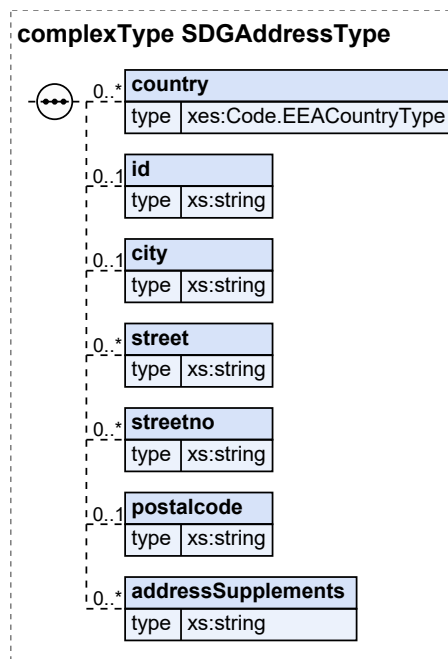 complexType SDGAddressType
0..* country
type xes:Code.EEACountryType
0..1 id
type xs:string
0..1 city
type xs:string
0..* street
type xs:string
0..* streetno
type xs:string
0..1 postalcode
type xs:string
0..* addressSupplements
type xs:string